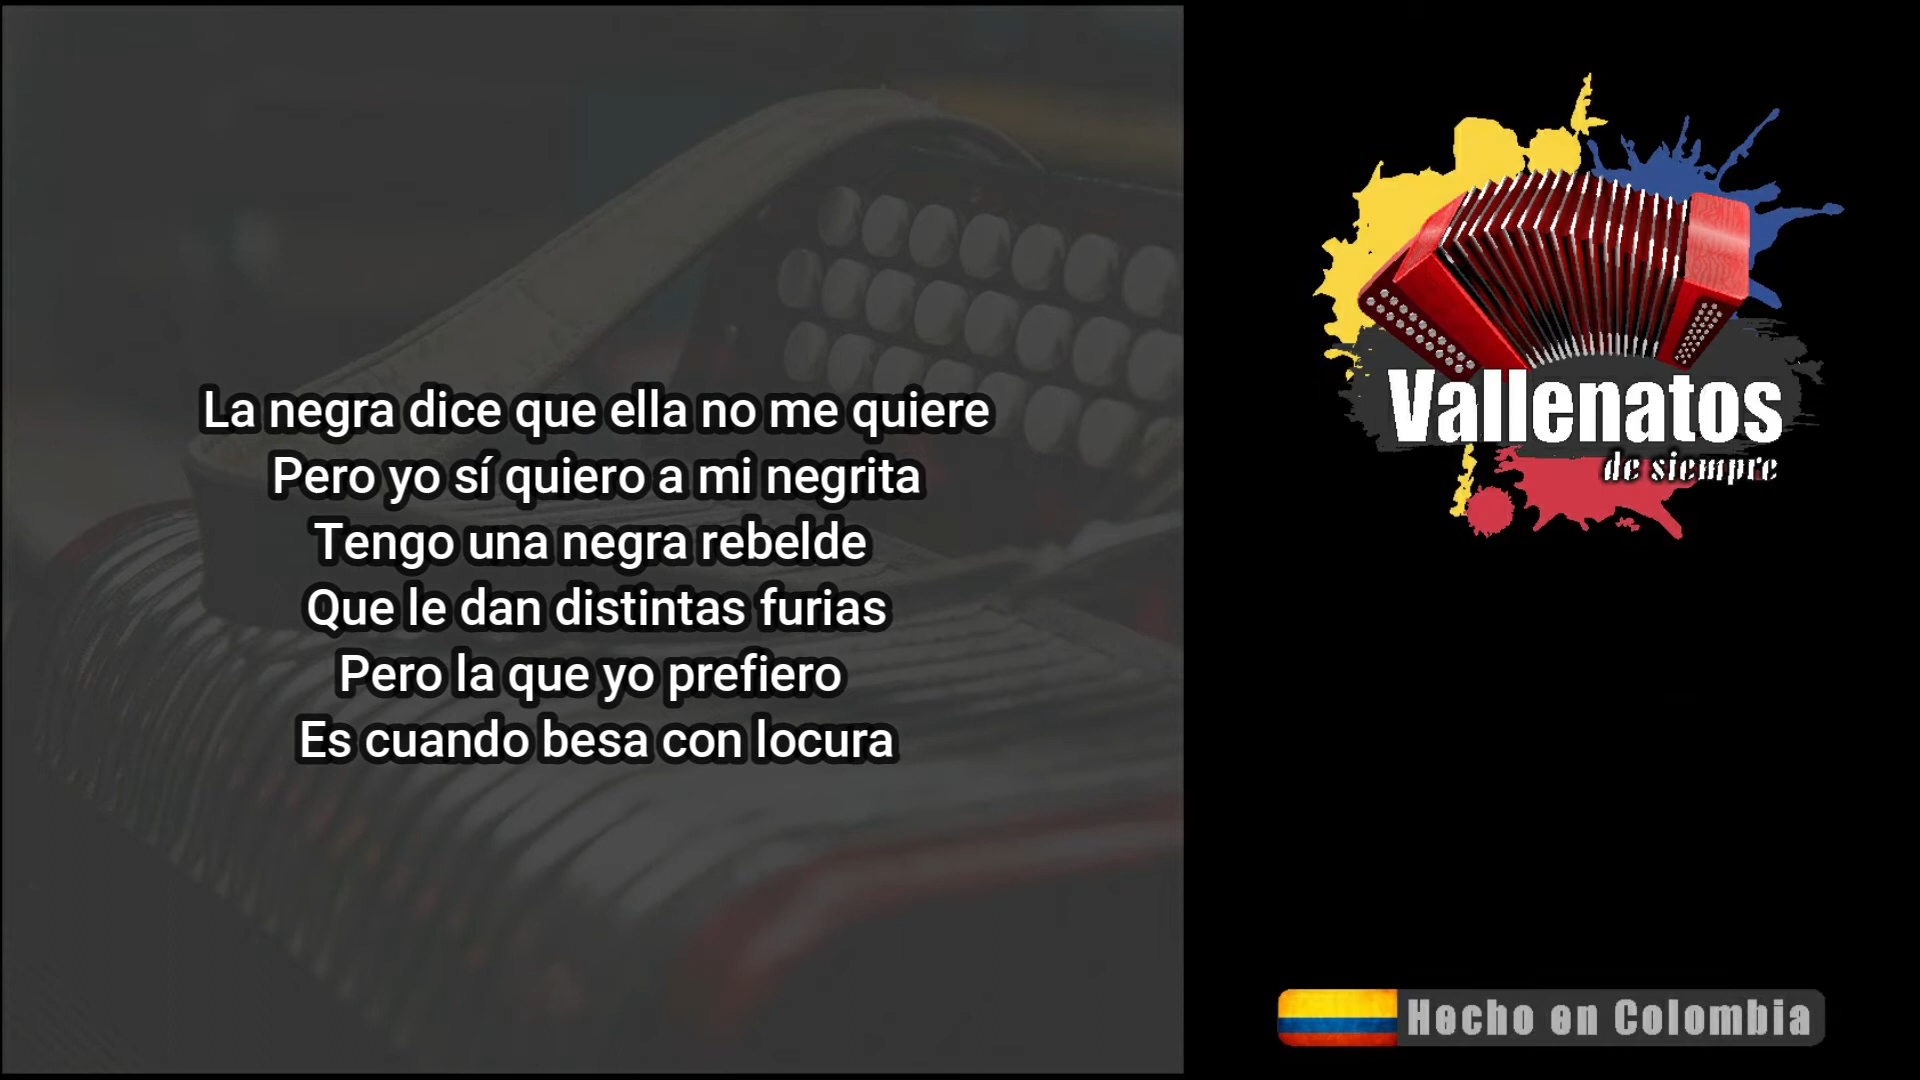 La negra dice que ella no me quiere
Pero yo sí quiero a mi negrita
Tengo una negra rebelde
Que le dan distintas furias
Pero la que yo prefiero
Es cuando besa con locura
Vallenatos
de siempre
Hecho en Colombia